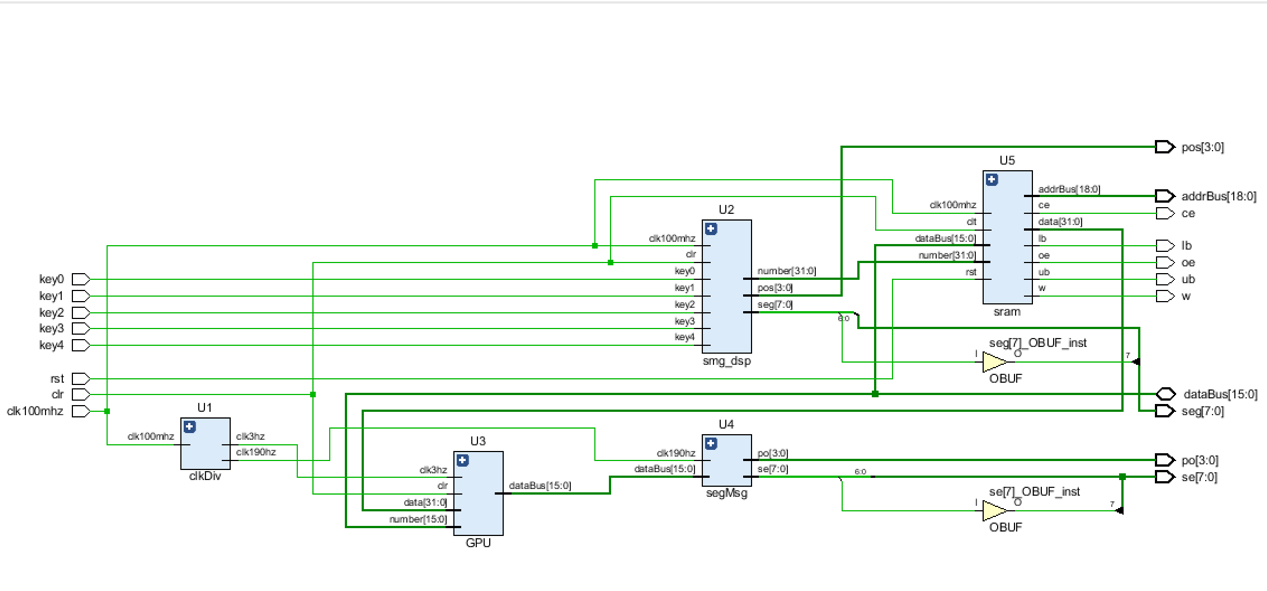 pos[3:0]
U5
addrBus[18:0]
addrBus[18:0]
clk100mhz
ce
ce
U2
clt
data[31:0]
clk100mhz
dataBus[15:0]
lb
lb
clr
number[31:0]
oe
oe
key0
key0
number[31:0]
rst
ub
ub
key1
key1
pos[3:0]
w
w
key2
key2
seg[7:0]
sram
6:0
key3
key3
key4
key4
seg[7]_OBUF_inst
I
O
7
smg_dsp
OBUF
rst
clr
dataBus[15:0]
clk100mhz
seg[7:0]
U1
clk100mhz
clk3hz
clk190hz
clkDiv
U3
U4
clk190hz
po[3:0]
po[3:0]
clk3hz
dataBus[15:0]
se[7:0]
6:0
se[7:0]
clr
dataBus[15:0]
segMsg
data[31:0]
se[7]_OBUF_inst
I
O
7
number[15:0]
OBUF
GPU